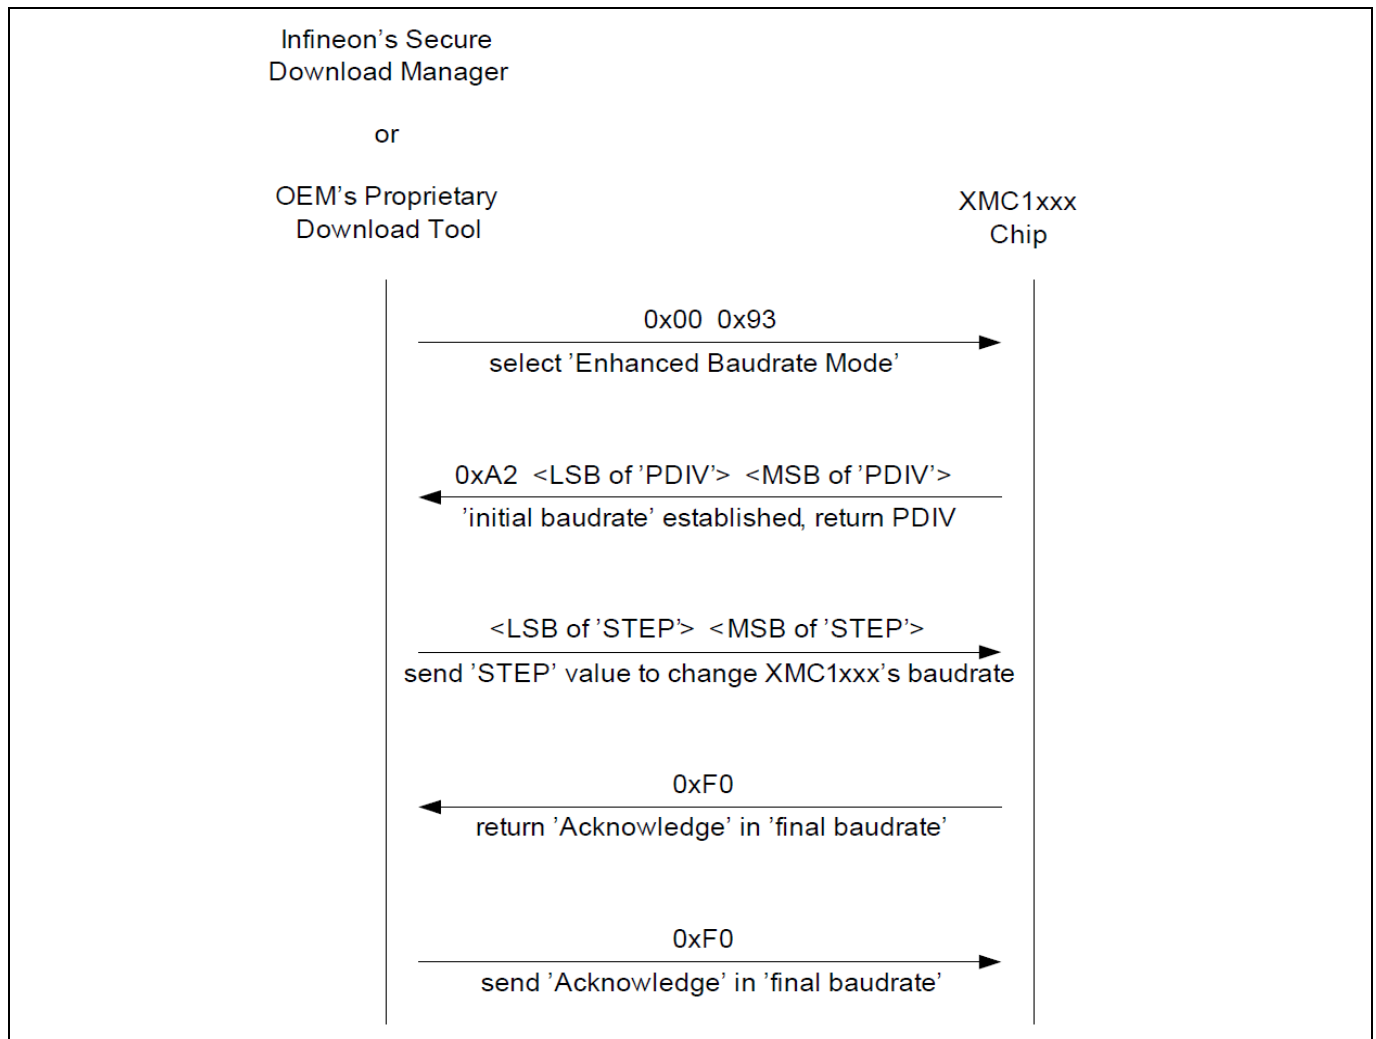 Infineon's Secure
Download Manager
or
OEM's Proprietary
Download Tool
XMC1xxx
Chip
0x00 0x93
select 'Enhanced Baudrate Mode'
0xA2 <LSB of 'PDIV'> <MSB of 'PDIV'>
'initial baudrate' established, return PDIV
<LSB of 'STEP'> <MSB of 'STEP'>
send 'STEP' value to change XMC1xxx's baudrate
0xF0
return 'Acknowledge' in 'final baudrate'
0xF0
send 'Acknowledge' in 'final baudrate'